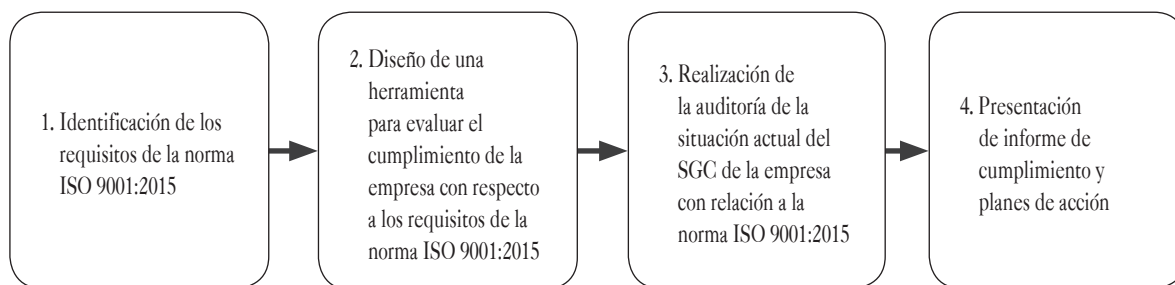 1. Identificación de los
requisitos de la norma
ISO 9001:2015
2. Diseño de una
herramienta
para evaluar el
cumplimiento de la
empresa con respecto
a los requisitos de la
norma ISO 9001:2015
3. Realización de
la auditoría de la
situación actual del
SGC de la empresa
con relación a la
norma ISO 9001:2015
4. Presentación
de informe de
cumplimiento y
planes de acción